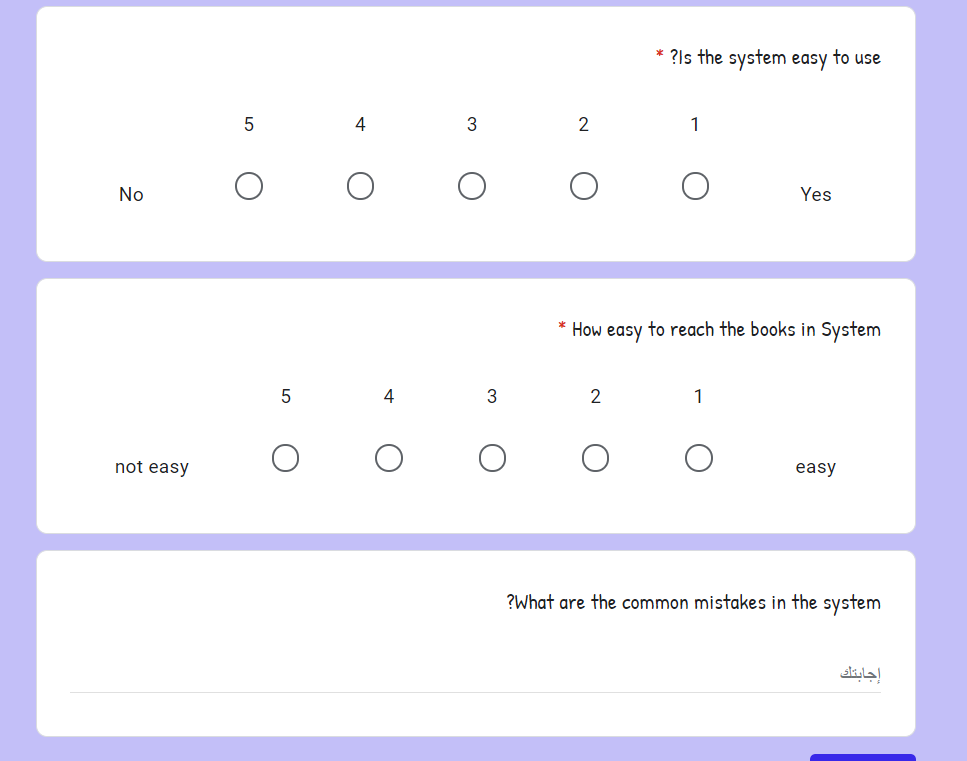 ?Is the system easy to use *
5 4 3 2 1
No Yes
* How easy to reach the books in System
5 4 3 2 1
not easy easy
?What are the common mistakes in the system
إجابتك